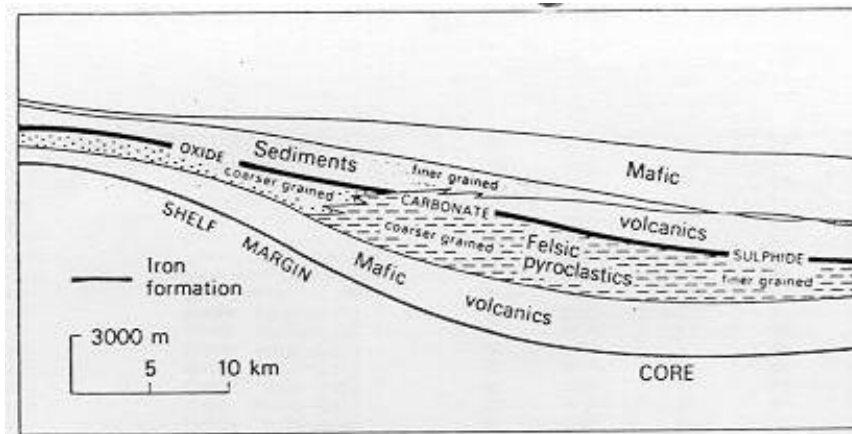 OXIDE
Sediments
finer grained
Mafic
coarser grained
CARBONATE
volcanics
SHELF
coarser grained
Felsic
pyroclastics
SULPHIDE
finer grained
MARGIN
Mafic
volcanics
Iron
formation
3000 m
5
10 km
CORE